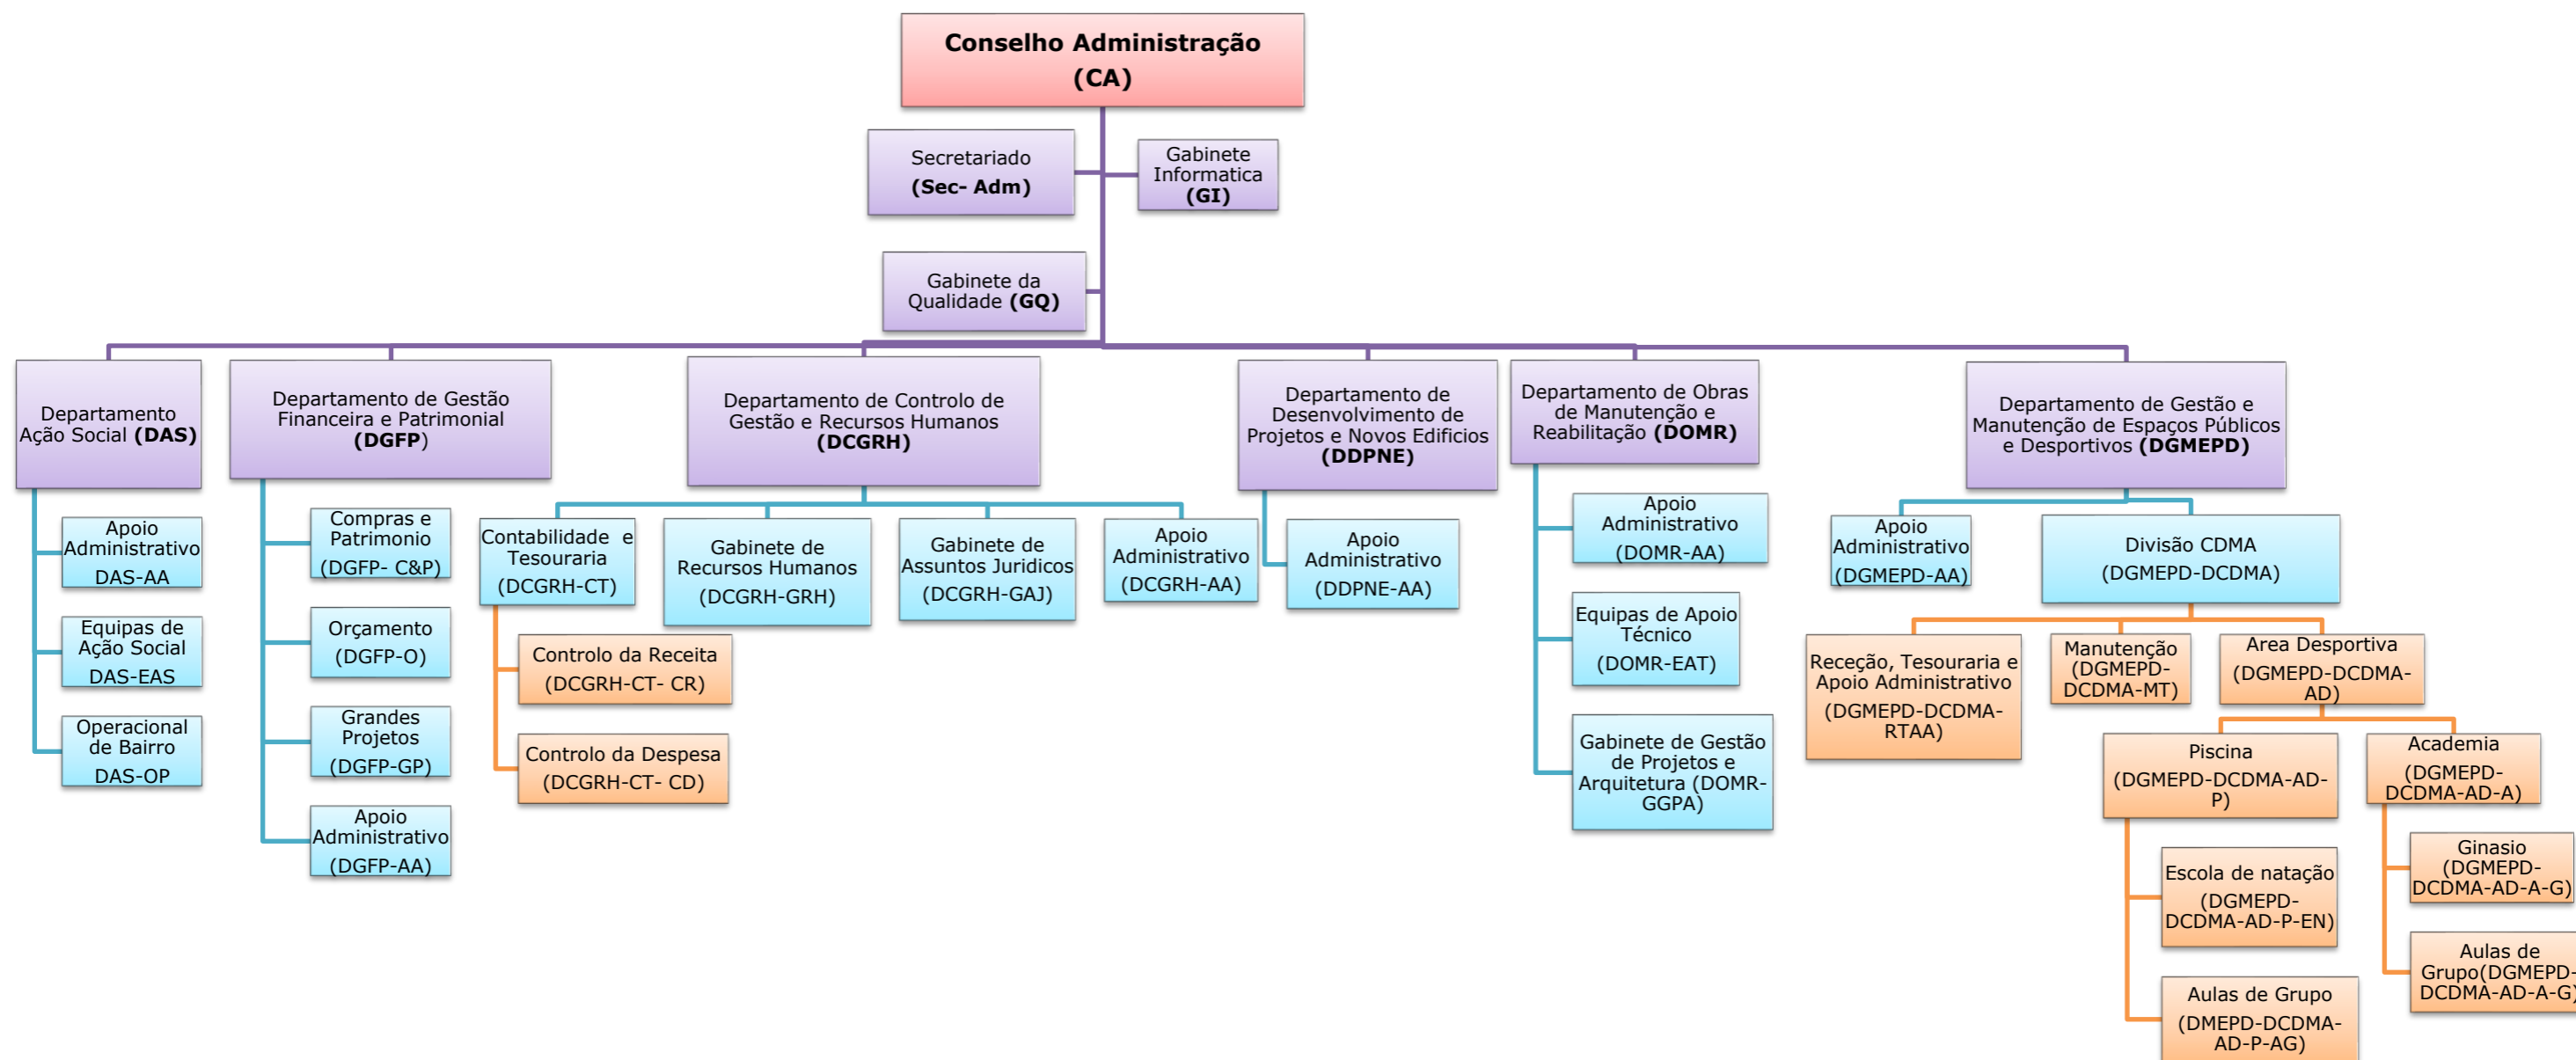 Conselho Administração
(CA)
Secretariado
(Sec- Adm)
Gabinete
Informatica
(GI)
Gabinete da
Qualidade (GQ)
Departamento
Ação Social (DAS)
Departamento de Gestão
Financeira e Patrimonial
(DGFP)
Departamento de Controlo de
Gestão e Recursos Humanos
(DCGRH)
Departamento de
Desenvolvimento de
Projetos e Novos Edificios
(DDPNE)
Departamento de Obras
de Manutenção e
Reabilitação (DOMR)
Departamento de Gestão e
Manutenção de Espaços Públicos
e Desportivos (DGMEPD)
Apoio
Administrativo
DAS-AA
Equipas de
Ação Social
DAS-EAS
Operacional
de Bairro
DAS-OP
Compras e
Patrimonio
(DGFP- C&P)
Orçamento
(DGFP-O)
Grandes
Projetos
(DGFP-GP)
Apoio
Administrativo
(DGFP-AA)
Contabilidade e
Tesouraria
(DCGRH-CT)
Controlo da Receita
(DCGRH-CT- CR)
Controlo da Despesa
(DCGRH-CT- CD)
Gabinete de
Recursos Humanos
(DCGRH-GRH)
Gabinete de
Assuntos Juridicos
(DCGRH-GAJ)
Apoio
Administrativo
(DCGRH-AA)
Apoio
Administrativo
(DDPNE-AA)
Apoio
Administrativo
(DOMR-AA)
Equipas de Apoio
Técnico
(DOMR-EAT)
Gabinete de Gestão
de Projetos e
Arquitetura (DOMR-
GGPA)
Apoio
Administrativo
(DGMEPD-AA)
Divisão CDMA
(DGMEPD-DCDMA)
Receção, Tesouraria e
Apoio Administrativo
(DGMEPD-DCDMA-
RTAA)
Manutenção
(DGMEPD-
DCDMA-MT)
Area Desportiva
(DGMEPD-DCDMA-
AD)
Piscina
(DGMEPD-DCDMA-AD-
P)
Escola de natação
(DGMEPD-
DCDMA-AD-P-EN)
Aulas de Grupo
(DMEPD-DCDMA-
AD-P-AG)
Academia
(DGMEPD-
DCDMA-AD-A)
Ginasio
(DGMEPD-
DCDMA-AD-A-G)
Aulas de
Grupo(DGMEPD-
DCDMA-AD-A-G)